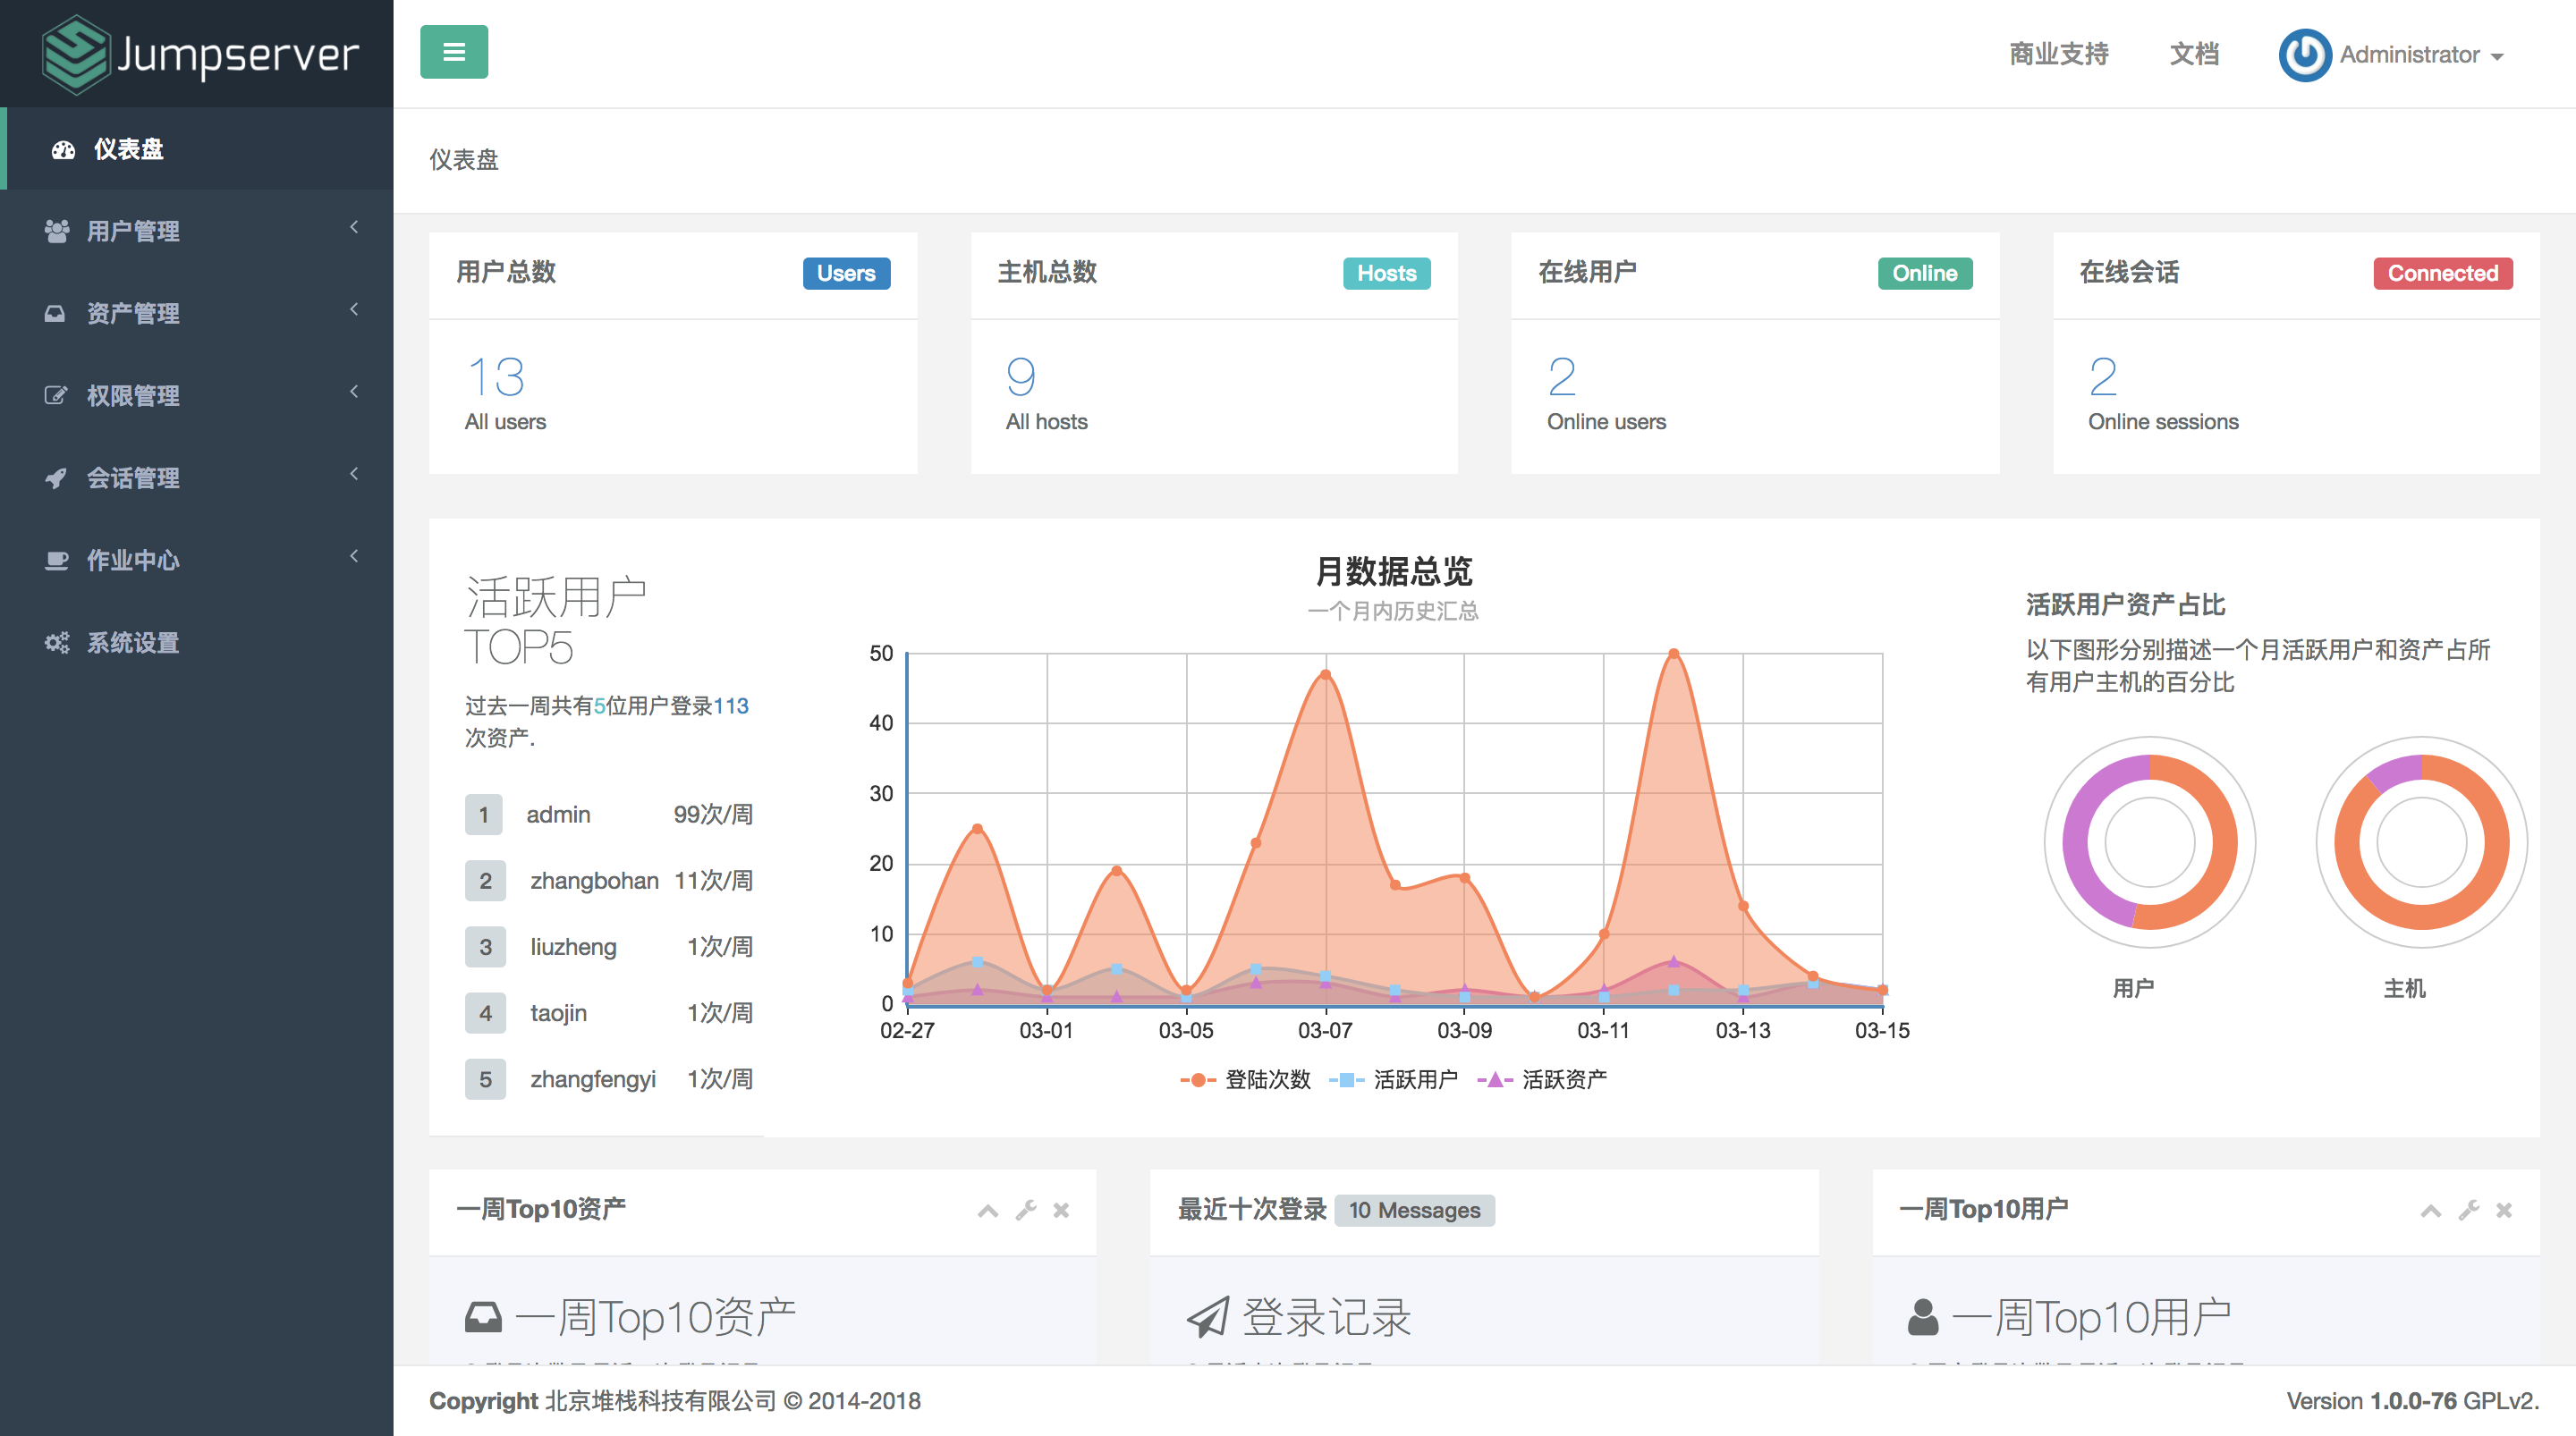 Jumpserver
商业支持
文档
Administrator
仪表盘
用户管理
资产管理
权限管理
会话管理
作业中心
系统设置
仪表盘
用户总数 Users
13
All users
主机总数 Hosts
9
All hosts
在线用户 Online
2
Online users
在线会话 Connected
2
Online sessions
活跃用户
TOP5
过去一周共有5位用户登录113
次资产.
1 admin 99次/周
2 zhangbohan 11次/周
3 liuzheng 1次/周
4 taojin 1次/周
5 zhangfengyi 1次/周
月数据总览
一个月内历史汇总
50
40
30
20
10
0
02-27 03-01 03-05 03-07 03-09 03-11 03-13 03-15
登陆次数 活跃用户 活跃资产
活跃用户资产占比
以下图形分别描述一个月活跃用户和资产占所
有用户主机的百分比
用户 主机
一周Top10资产
一周Top10资产
最近十次登录 10 Messages
登录记录
一周Top10用户
一周Top10用户
Copyright 北京堆栈科技有限公司 © 2014-2018
Version 1.0.0-76 GPLv2.